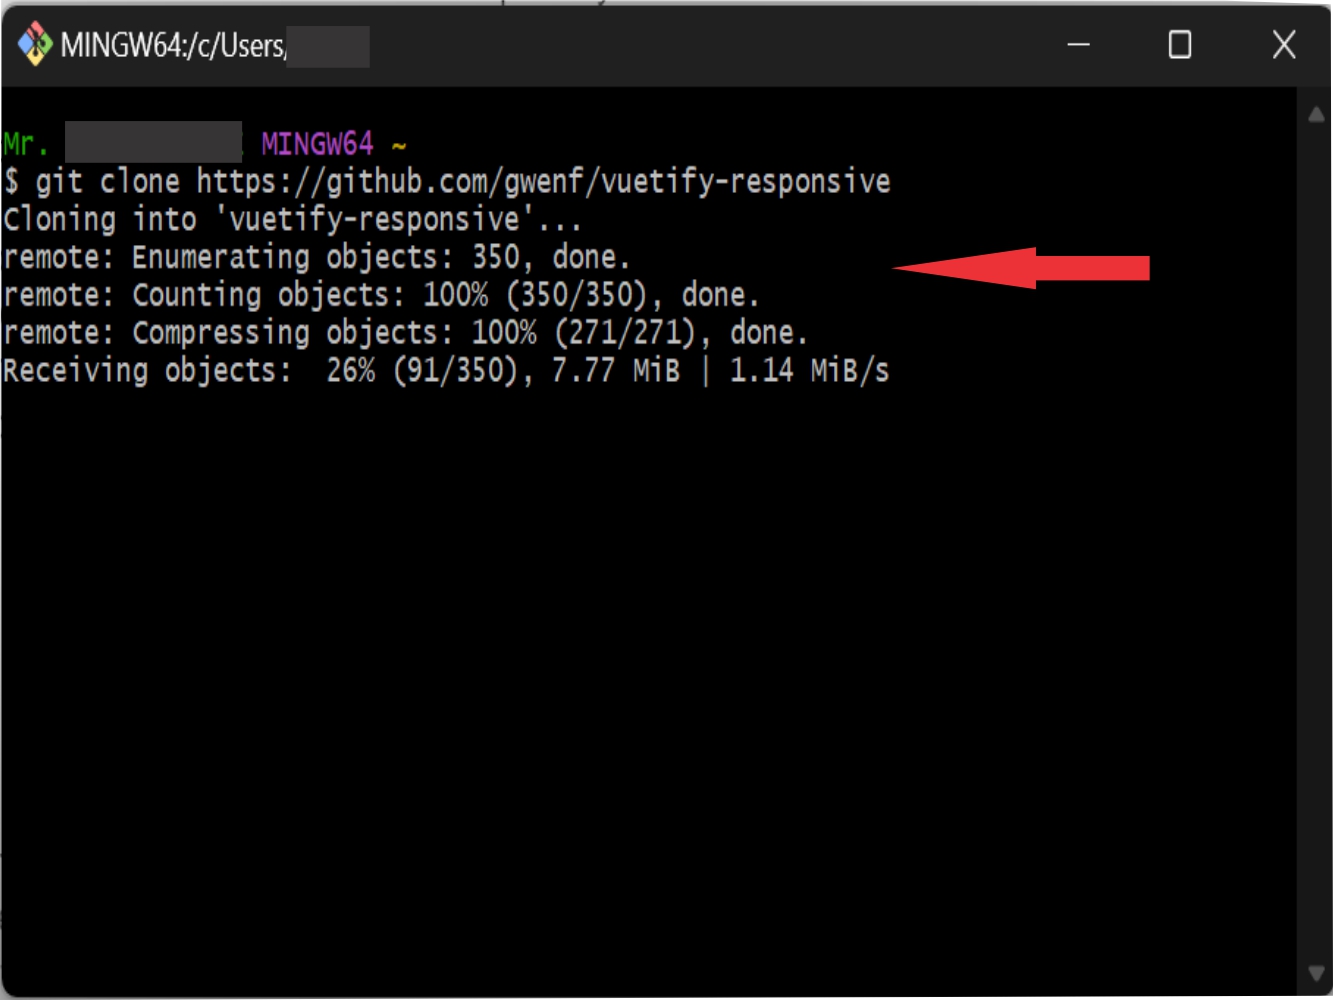 MINGW64:/c/Users/
Mr. MINGW64 ~
$ git clone https://github.com/gwenf/vuetify-responsive
Cloning into 'vuetify-responsive'...
remote: Enumerating objects: 350, done.
remote: Counting objects: 100% (350/350), done.
remote: Compressing objects: 100% (271/271), done.
Receiving objects:  26% (91/350), 7.77 MiB | 1.14 MiB/s